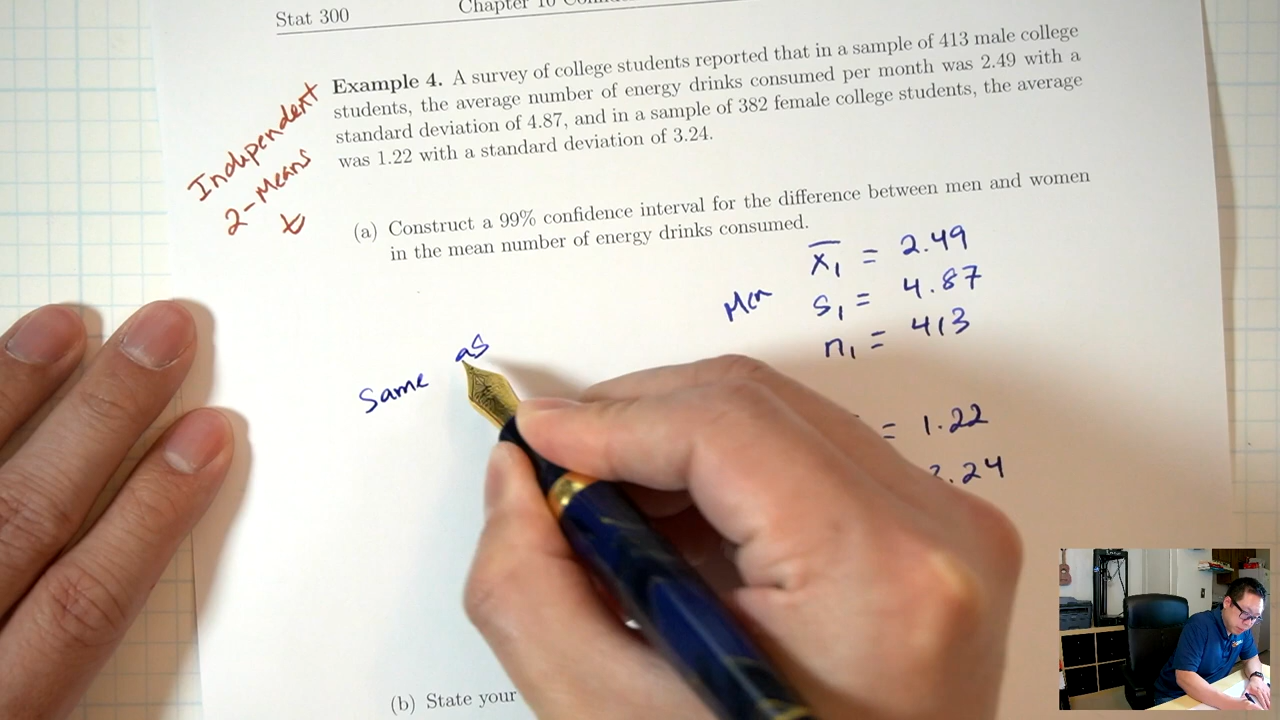 Stat 300
Chapter 10
Example 4. A survey of college students reported that in a sample of 413 male college
students, the average number of energy drinks consumed per month was 2.49 with a
standard deviation of 4.87, and in a sample of 382 female college students, the average
was 1.22 with a standard deviation of 3.24.
Independent
2-Means
t
(a) Construct a 99% confidence interval for the difference between men and women
in the mean number of energy drinks consumed.
Men
x̄₁ = 2.49
s₁ = 4.87
n₁ = 413
Same as
= 1.22
3.24
(b) State your